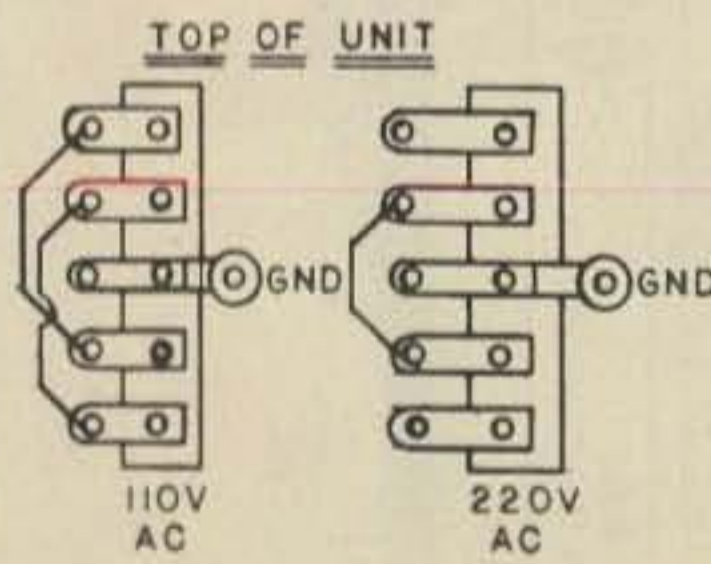 TOP OF UNIT
GND
GND
110V
AC
220V
AC